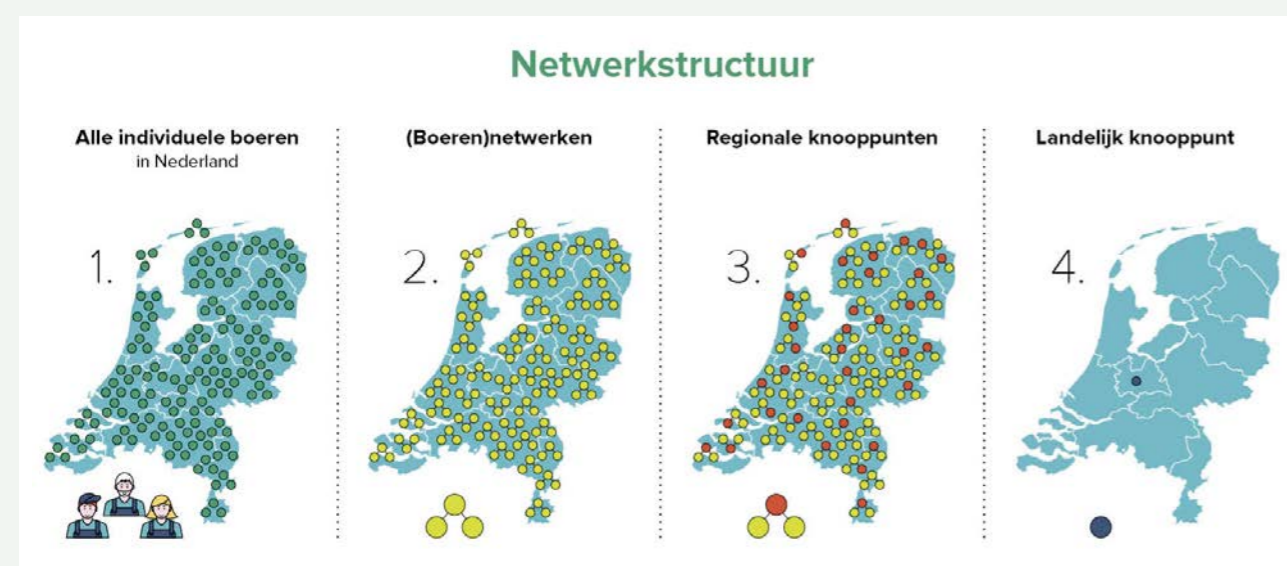 Netwerkstructuur
Alle individuele boeren
in Nederland
(Boeren)netwerken
Regionale knooppunten
Landelijk knooppunt
1.
2.
3.
4.